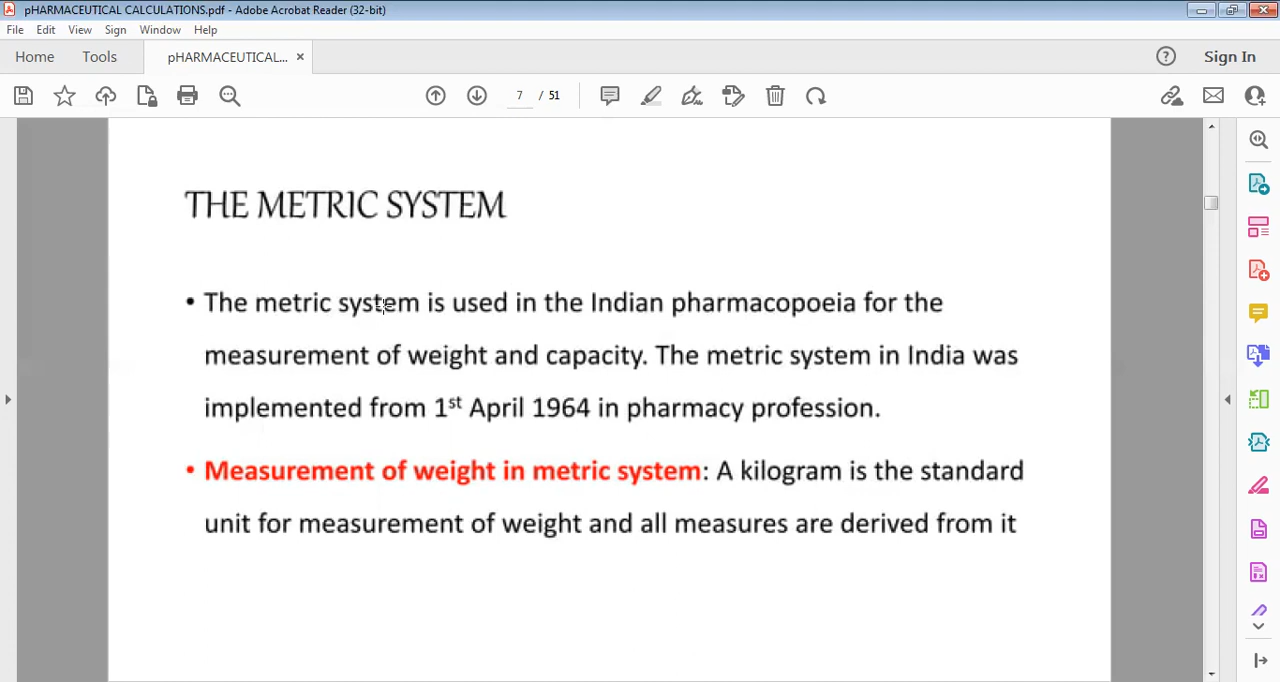 pHARMACEUTICAL CALCULATIONS.pdf - Adobe Acrobat Reader (32-bit)
File Edit View Sign Window Help
Home Tools pHARMACEUTICAL... × Sign In
7 / 51
THE METRIC SYSTEM
• The metric system is used in the Indian pharmacopoeia for the
measurement of weight and capacity. The metric system in India was
implemented from 1st April 1964 in pharmacy profession.
• Measurement of weight in metric system: A kilogram is the standard
unit for measurement of weight and all measures are derived from it